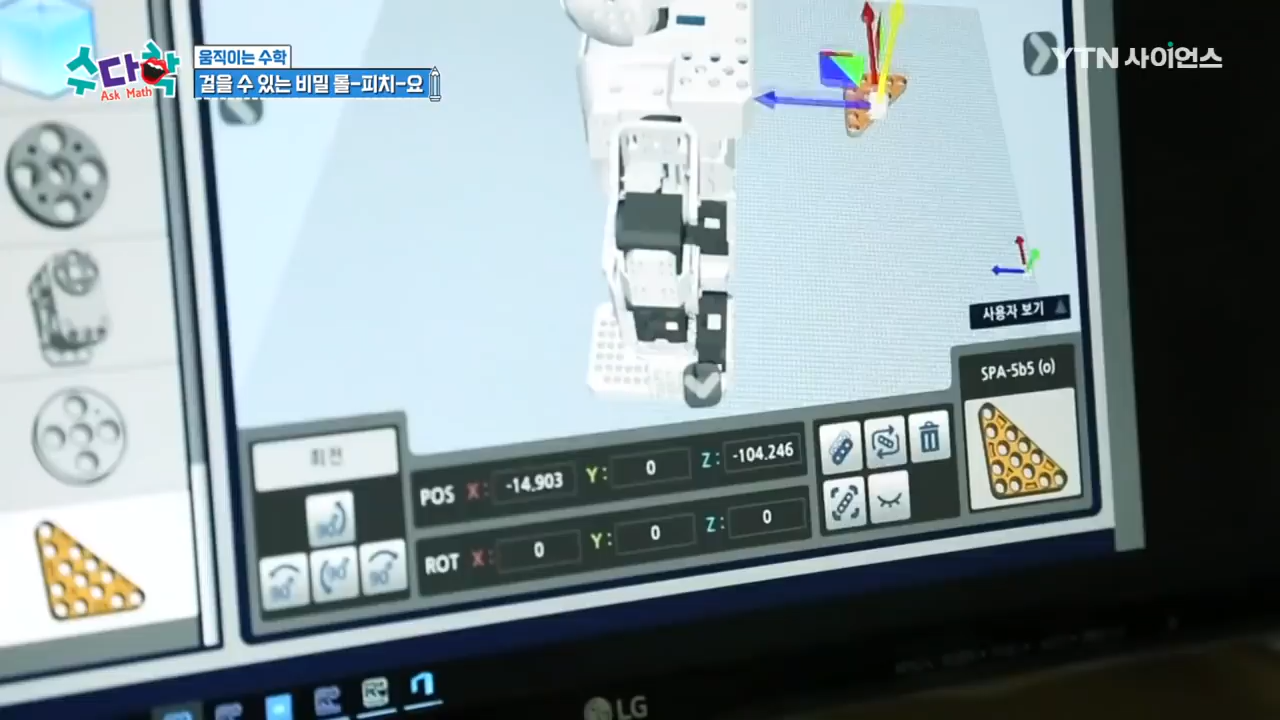 수다학
Ask Math
움직이는 수학
걸을 수 있는 비밀 롤-피치-요
YTN 사이언스
사용자 보기
SPA-5b5 (o)
회전
POS X: -14.903 Y: 0 Z: -104.246
ROT X: 0 Y: 0 Z: 0
90°
90° 90° 90°
LG